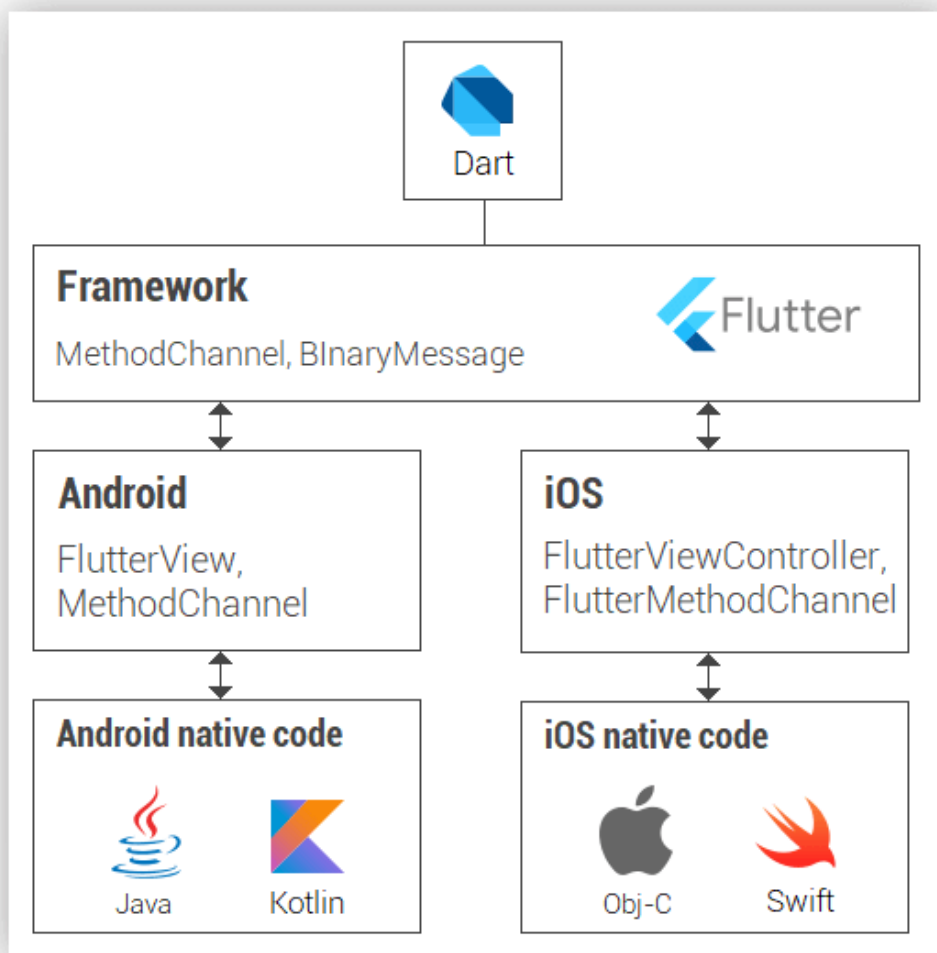 Dart
Framework
Flutter
MethodChannel, BInaryMessage
Android
FlutterView,
MethodChannel
iOS
FlutterViewController,
FlutterMethodChannel
Android native code
Java
Kotlin
iOS native code
Obj-C
Swift